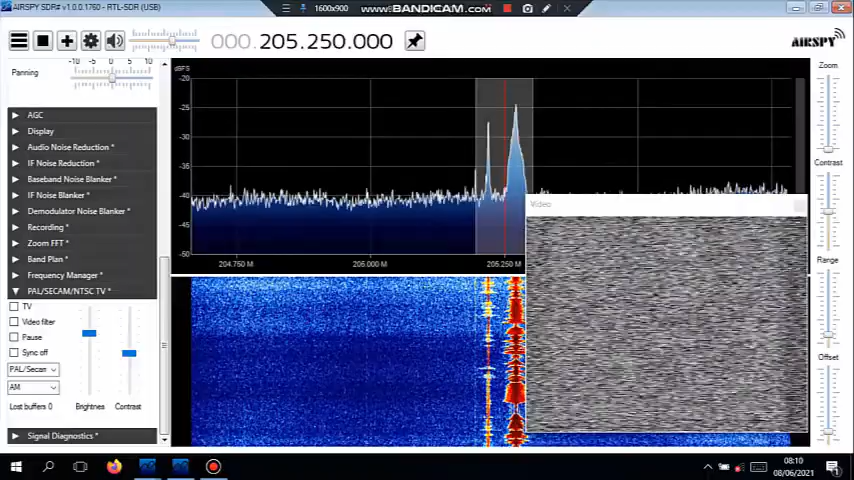 AIRSPY SDR# v1.0.0.1760 - RTL-SDR (USB)
1600x900
WWW.BANDICAM.COM
000.205.250.000
AIRSPY
Panning
-10 -5 0 5 10
AGC
Display
Audio Noise Reduction *
IF Noise Reduction *
Baseband Noise Blanker *
IF Noise Blanker *
Demodulator Noise Blanker *
Recording *
Zoom FFT *
Band Plan *
Frequency Manager *
PAL/SECAM/NTSC TV *
TV
Video filter
Pause
Sync off
PAL/Secan
AM
Lost buffers 0
Brightnes
Contrast
Signal Diagnostics *
dBFS
-20
-25
-30
-35
-40
-45
-50
204.750 M
205.000 M
205.250 M
Video
Zoom
Contrast
Range
Offset
08:10
08/06/2021